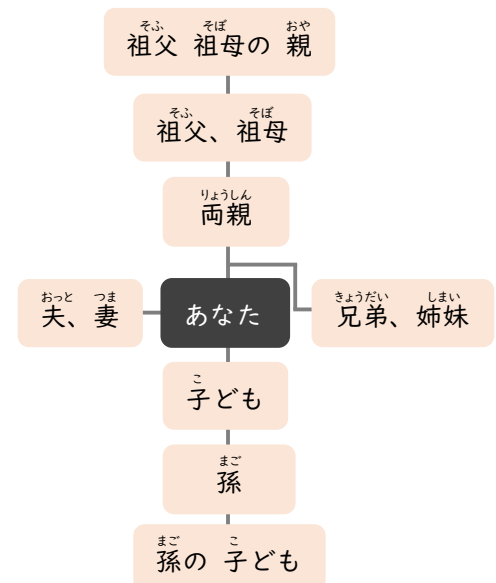 そふ そぼ おや
祖父 祖母の 親
そふ そぼ
祖父、祖母
りょうしん
両親
おっと つま
夫、妻
あなた
きょうだい しまい
兄弟、姉妹
こ
子ども
まご
孫
まご こ
孫の 子ども